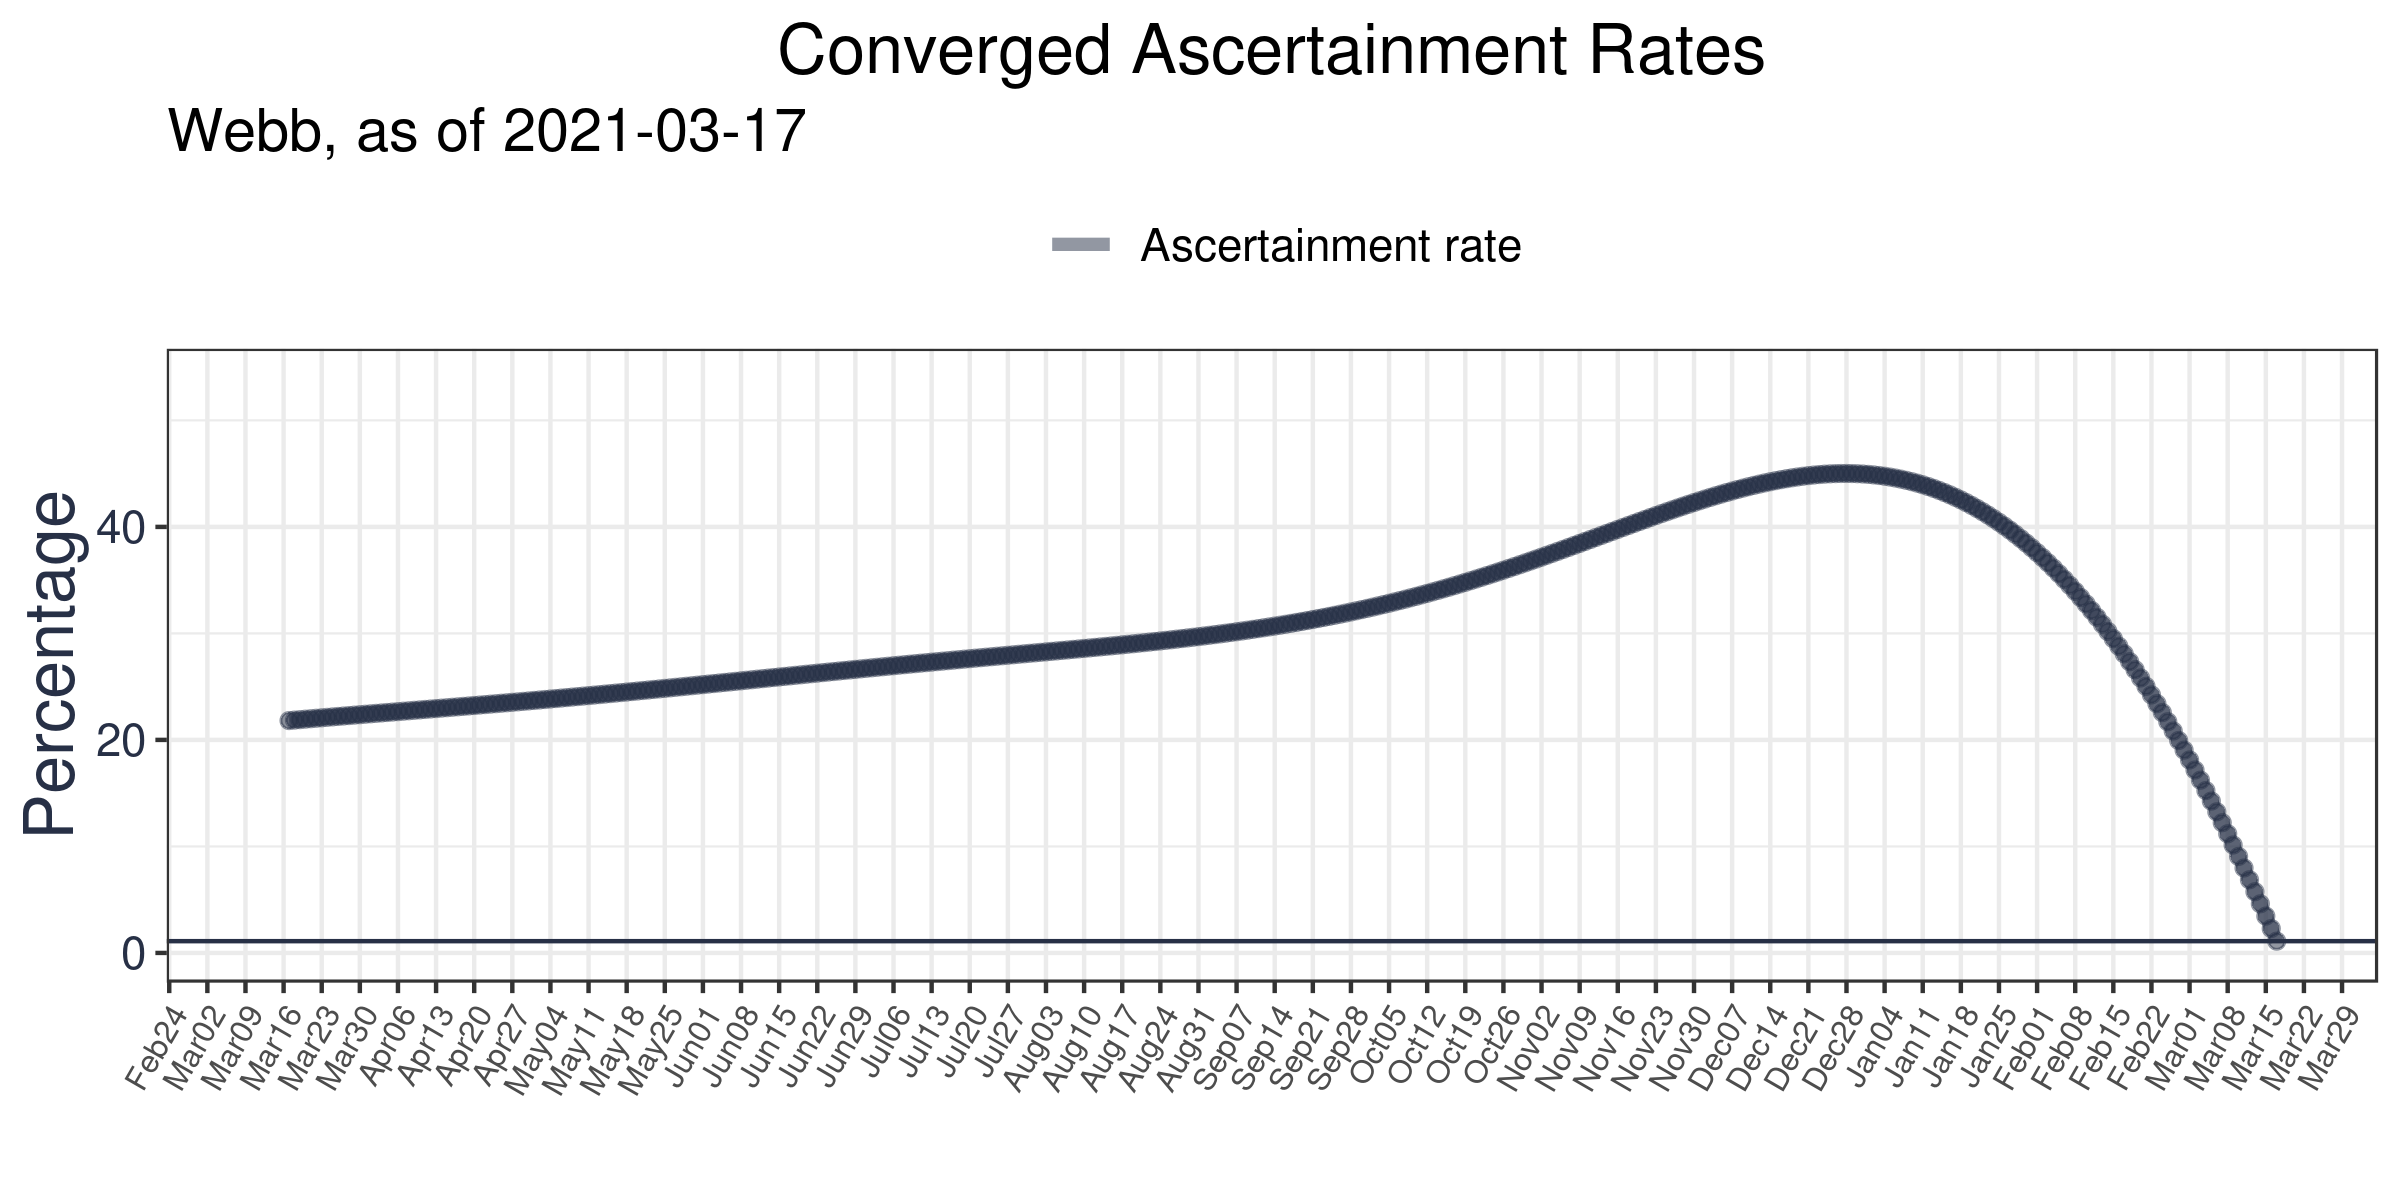 Converged Ascertainment Rates
Webb, as of 2021-03-17
Ascertainment rate
Percentage
40
20
0
Feb24
Mar02
Mar09
Mar16
Mar23
Mar30
Apr06
Apr13
Apr20
Apr27
May04
May11
May18
May25
Jun01
Jun08
Jun15
Jun22
Jun29
Jul06
Jul13
Jul20
Jul27
Aug03
Aug10
Aug17
Aug24
Aug31
Sep07
Sep14
Sep21
Sep28
Oct05
Oct12
Oct19
Oct26
Nov02
Nov09
Nov16
Nov23
Nov30
Dec07
Dec14
Dec21
Dec28
Jan04
Jan11
Jan18
Jan25
Feb01
Feb08
Feb15
Feb22
Mar01
Mar08
Mar15
Mar22
Mar29